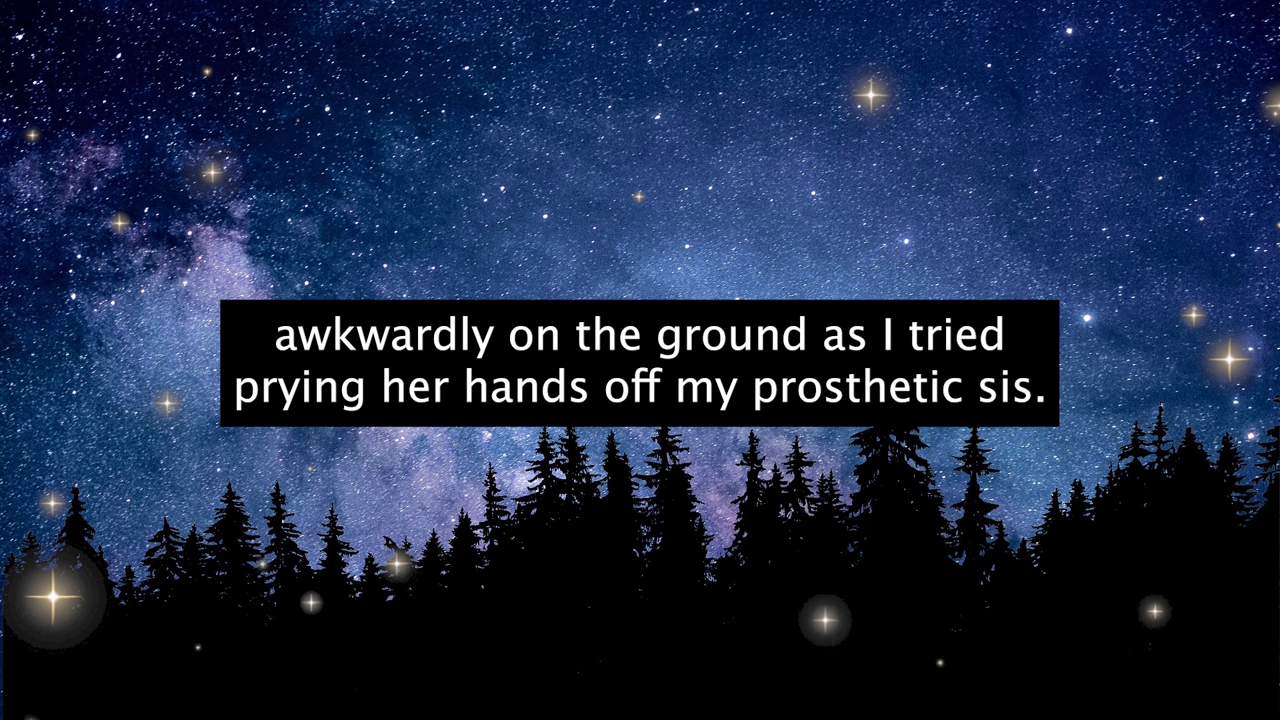 awkwardly on the ground as I tried
prying her hands off my prosthetic sis.